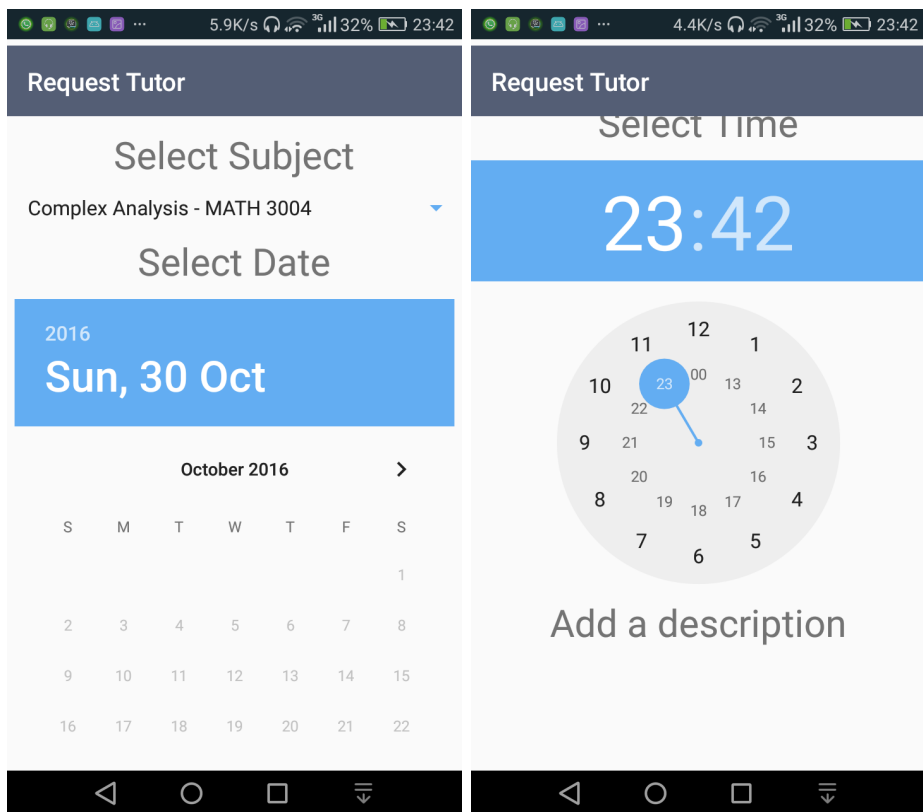 5.9K/s 3G 32% 23:42
Request Tutor
Select Subject
Complex Analysis - MATH 3004
Select Date
2016
Sun, 30 Oct
October 2016
S M T W T F S
1
2 3 4 5 6 7 8
9 10 11 12 13 14 15
16 17 18 19 20 21 22
4.4K/s 3G 32% 23:42
Request Tutor
Select Time
23:42
12
11 1
00
23 13
10 2
22 14
9 21 15 3
20 16
8 4
19 17
18
7 5
6
Add a description